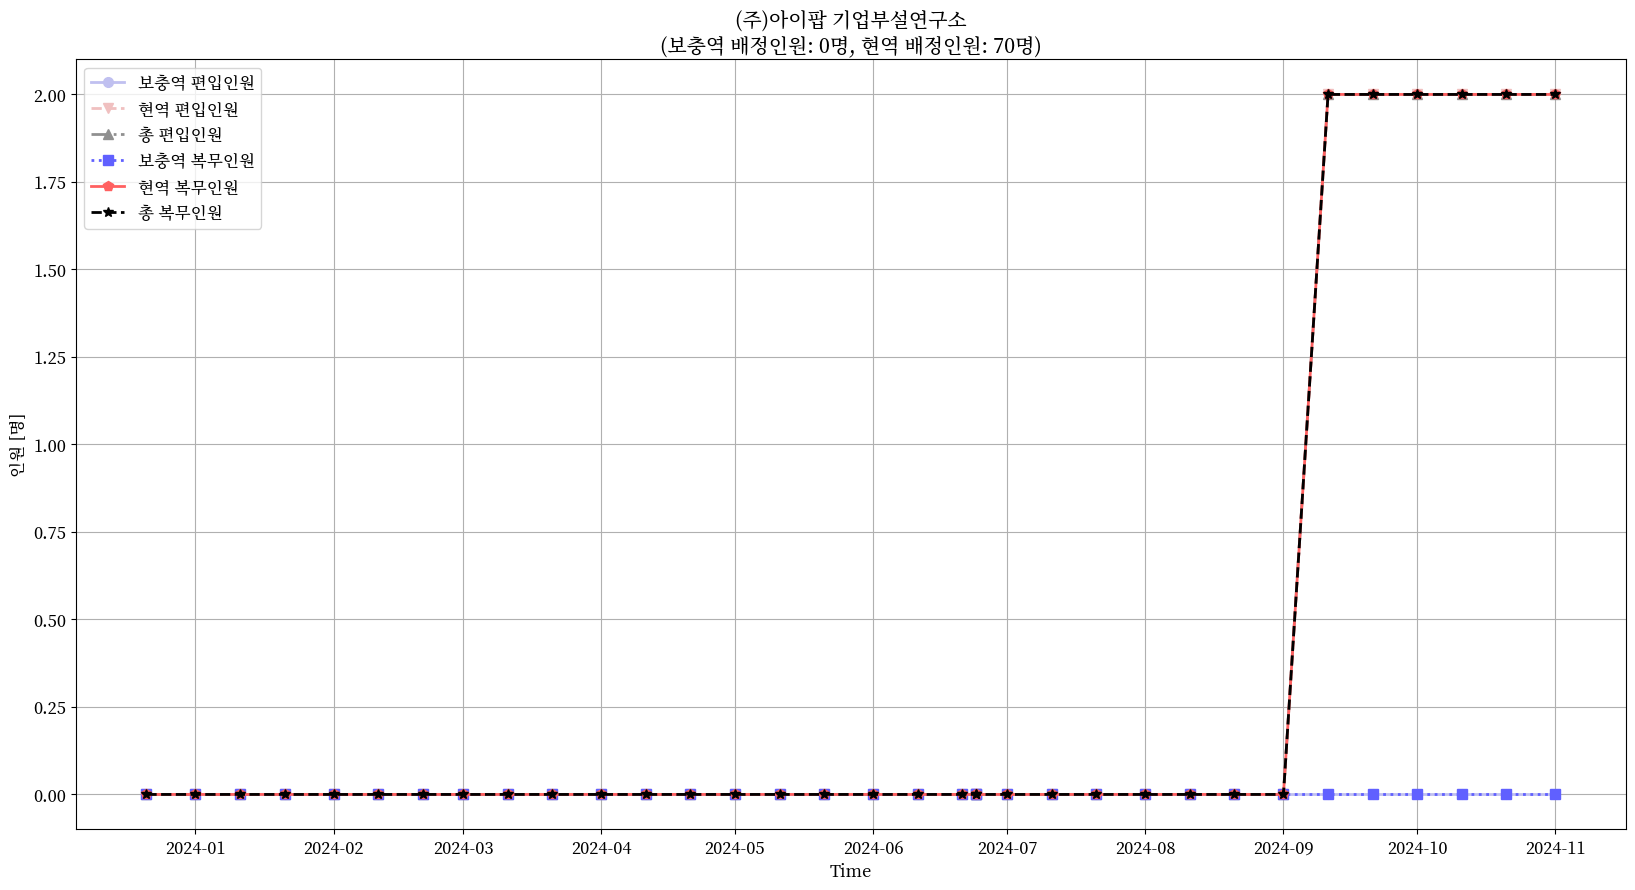 (주)아이팝 기업부설연구소
(보충역 배정인원: 0명, 현역 배정인원: 70명)
보충역 편입인원
현역 편입인원
총 편입인원
보충역 복무인원
현역 복무인원
총 복무인원
2.00
1.75
1.50
1.25
1.00
0.75
0.50
0.25
0.00
인원 [명]
2024-01 2024-02 2024-03 2024-04 2024-05 2024-06 2024-07 2024-08 2024-09 2024-10 2024-11
Time